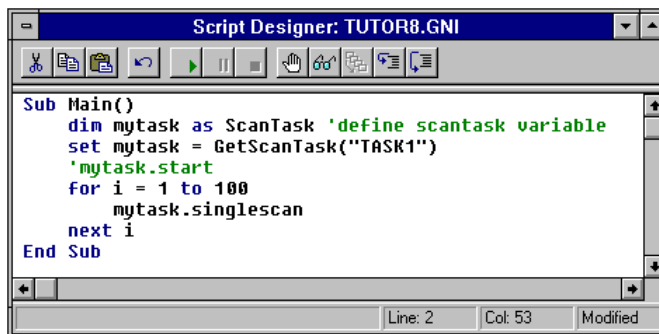 Script Designer: TUTOR8.GNI
Sub Main()
    dim mytask as ScanTask 'define scantask variable
    set mytask = GetScanTask("TASK1")
    'mytask.start
    for i = 1 to 100
        mytask.singlescan
    next i
End Sub
Line: 2 Col: 53 Modified